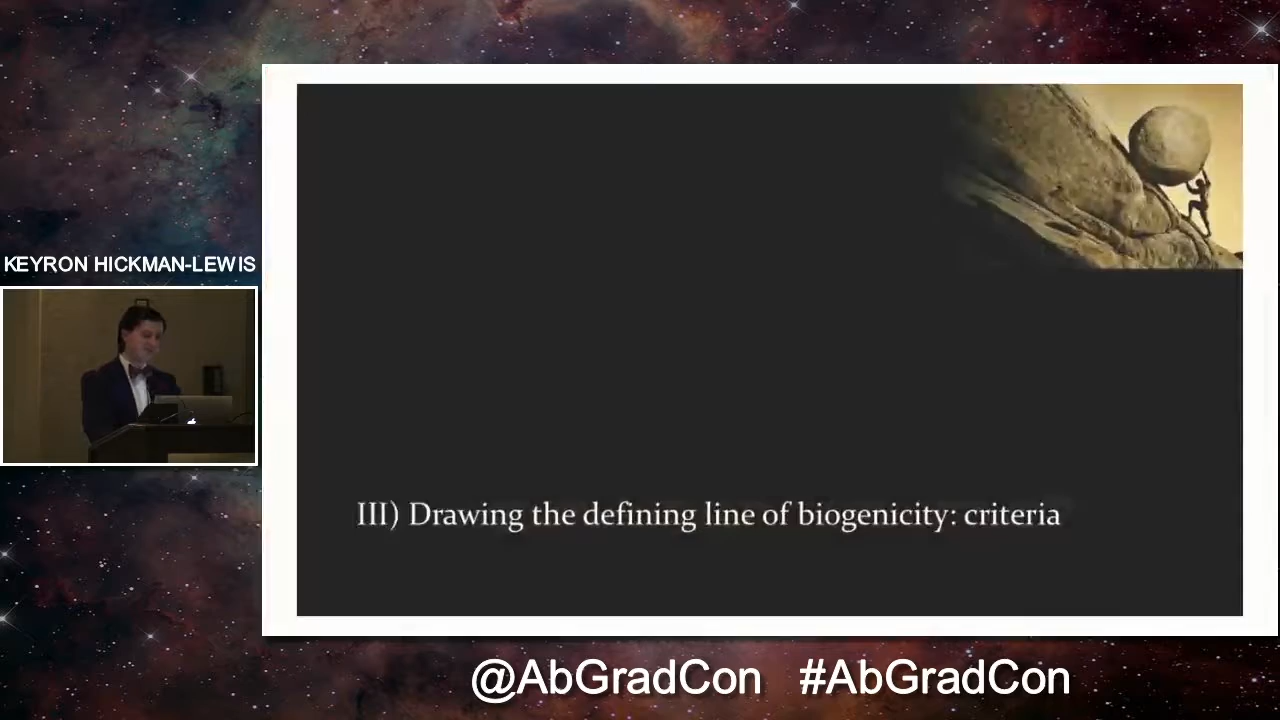 KEYRON HICKMAN-LEWIS
III) Drawing the defining line of biogenicity: criteria
@AbGradCon #AbGradCon